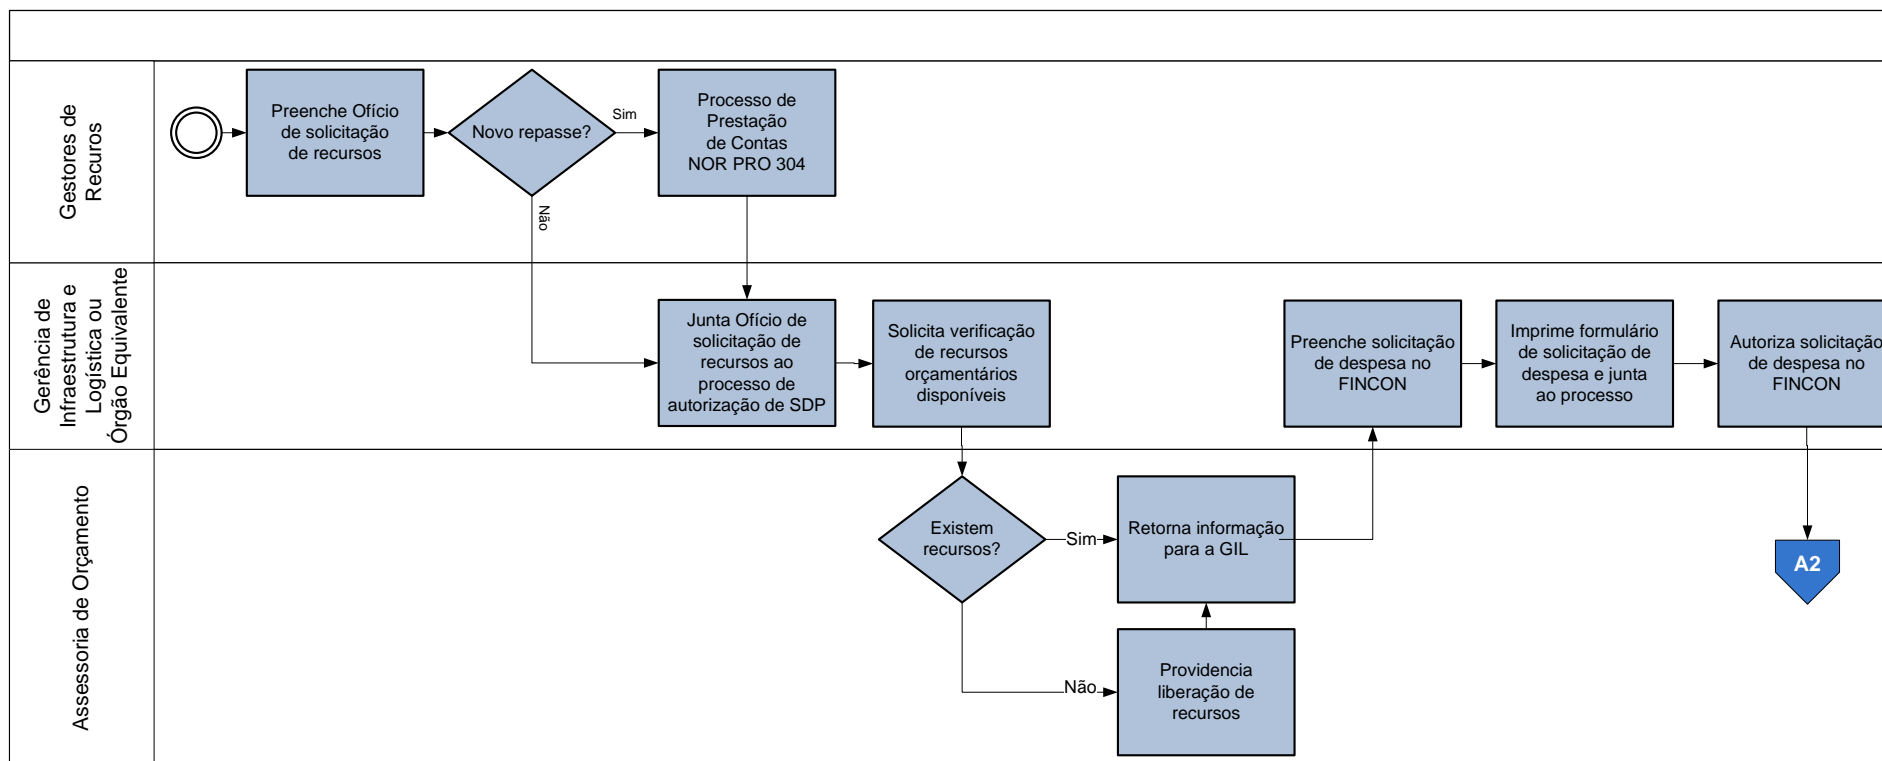 Gestores de
Recuros
Preenche Ofício
de solicitação
de recursos
Novo repasse?
Sim
Não
Processo de
Prestação
de Contas
NOR PRO 304
Gerência de
Infraestrutura e
Logística ou
Órgão Equivalente
Junta Ofício de
solicitação de
recursos ao
processo de
autorização de SDP
Solicita verificação
de recursos
orçamentários
disponíveis
Preenche solicitação
de despesa no
FINCON
Imprime formulário
de solicitação de
despesa e junta
ao processo
Autoriza solicitação
de despesa no
FINCON
Assessoria de Orçamento
Existem
recursos?
Sim
Retorna informação
para a GIL
Não
Providencia
liberação de
recursos
A2